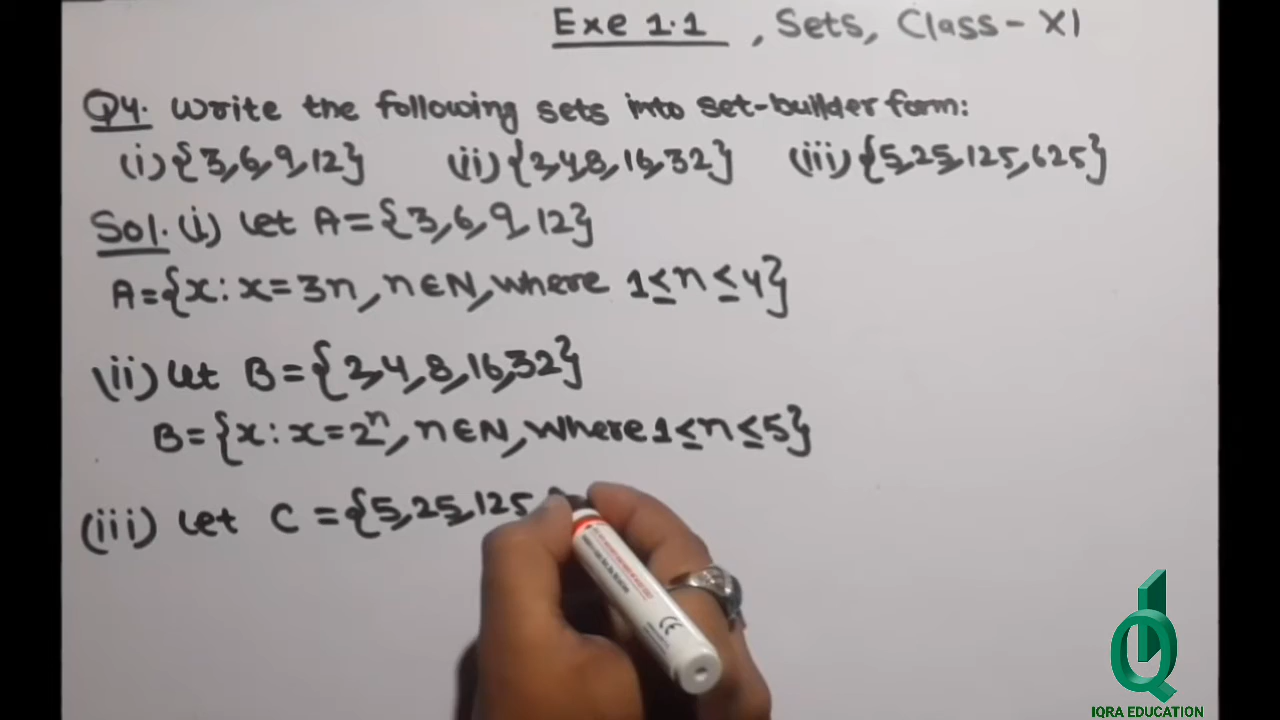 Exe 1.1, Sets, Class - XI
Q4. Write the following sets into set-builder form:
(i) {3,6,9,12} (ii) {2,4,8,16,32} (iii) {5,25,125,625}
Sol. (i) Let A = {3,6,9,12}
A = {x : x = 3n, n ∈ N, where 1 ≤ n ≤ 4}
(ii) Let B = {2,4,8,16,32}
B = {x : x = 2ⁿ, n ∈ N, where 1 ≤ n ≤ 5}
(iii) Let C = {5,25,125,
CE
IQRA EDUCATION